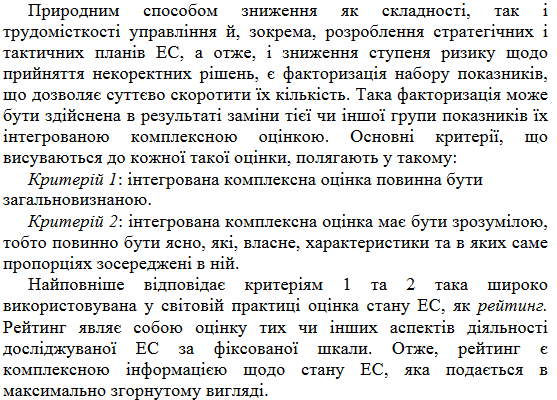 Природним способом зниження як складності, так і
трудомісткості управління й, зокрема, розроблення стратегічних і
тактичних планів ЕС, а отже, і зниження ступеня ризику щодо
прийняття некоректних рішень, є факторизація набору показників,
що дозволяє суттєво скоротити їх кількість. Така факторизація може
бути здійснена в результаті заміни тієї чи іншої групи показників їх
інтегрованою комплексною оцінкою. Основні критерії, що
висуваються до кожної такої оцінки, полягають у такому:
Критерій 1: інтегрована комплексна оцінка повинна бути
загальновизнаною.
Критерій 2: інтегрована комплексна оцінка має бути зрозумілою,
тобто повинно бути ясно, які, власне, характеристики та в яких саме
пропорціях зосереджені в ній.
Найповніше відповідає критеріям 1 та 2 така широко
використовувана у світовій практиці оцінка стану ЕС, як рейтинг.
Рейтинг являє собою оцінку тих чи інших аспектів діяльності
досліджуваної ЕС за фіксованої шкали. Отже, рейтинг є
комплексною інформацією щодо стану ЕС, яка подається в
максимально згорнутому вигляді.